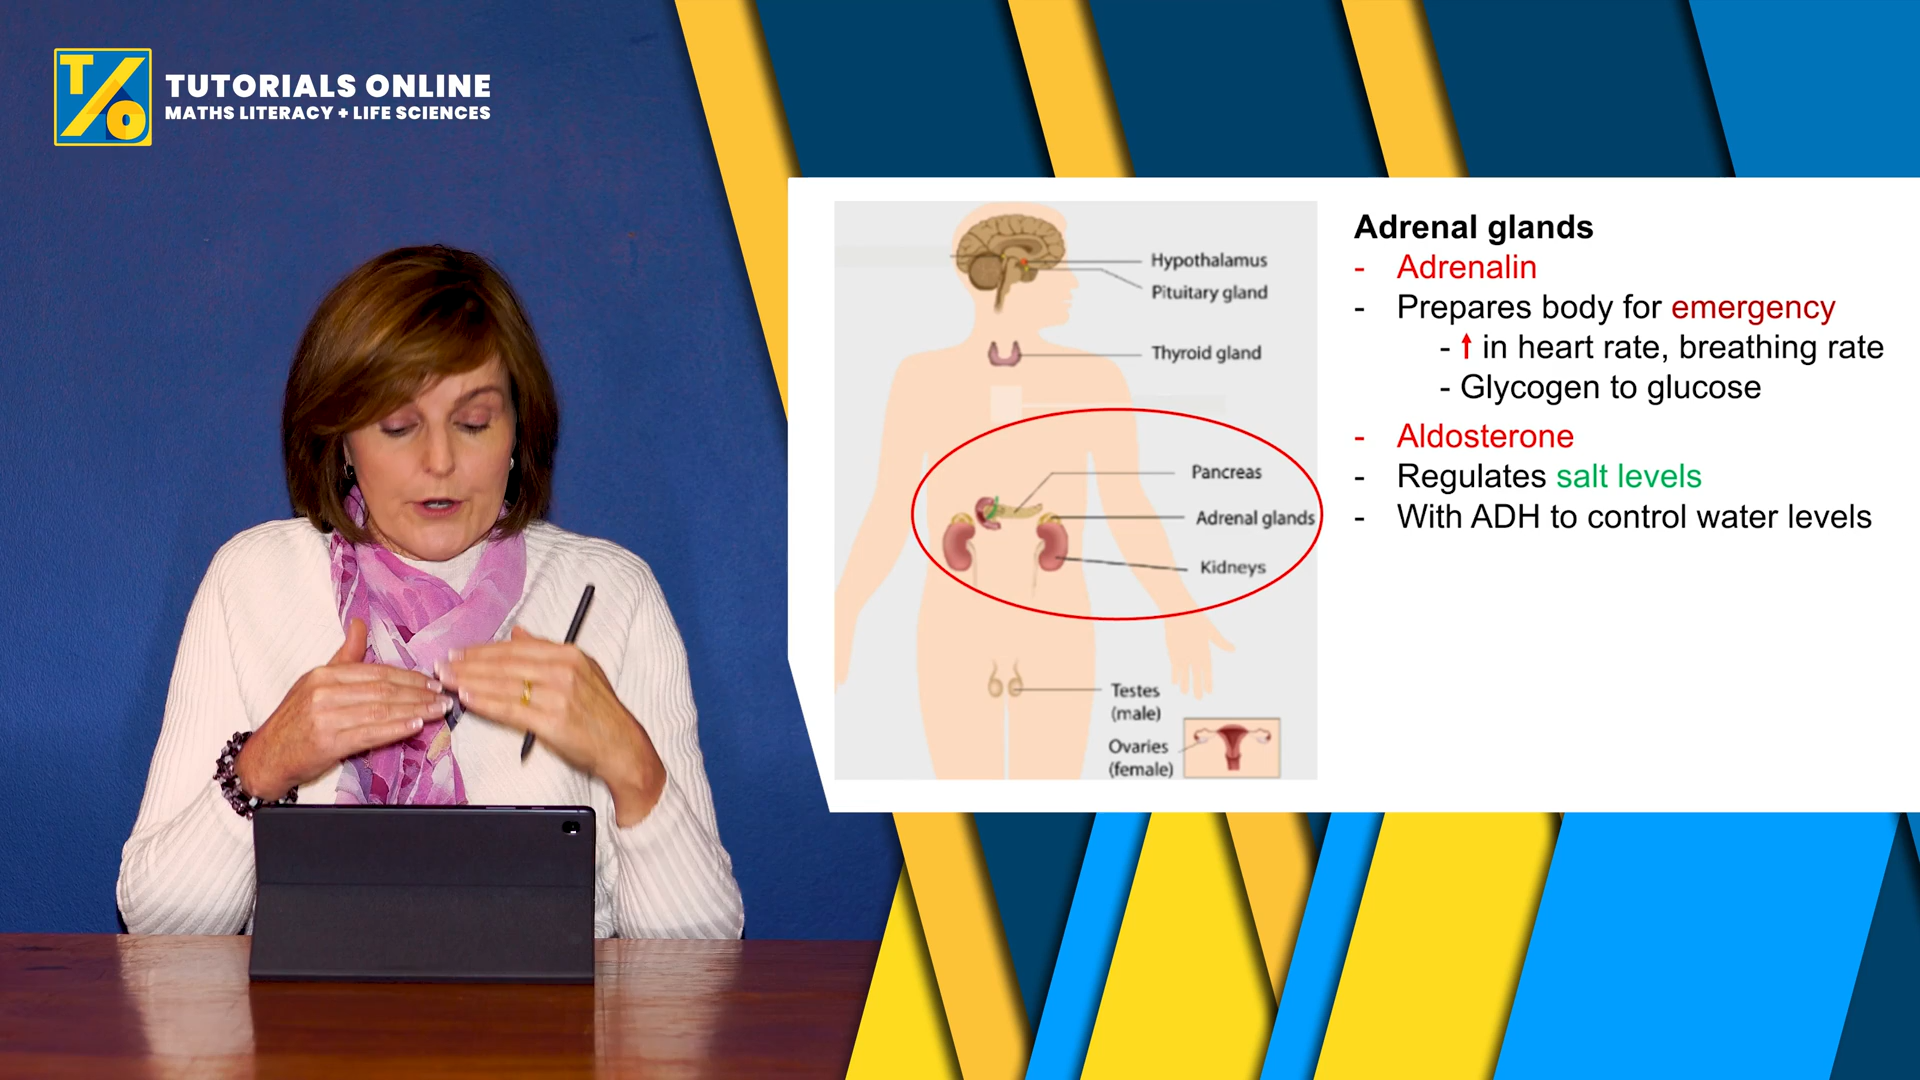 T/O
TUTORIALS ONLINE
MATHS LITERACY + LIFE SCIENCES
Hypothalamus
Pituitary gland
Thyroid gland
Pancreas
Adrenal glands
Kidneys
Testes
(male)
Ovaries
(female)
Adrenal glands
- Adrenalin
- Prepares body for emergency
- ↑ in heart rate, breathing rate
- Glycogen to glucose
- Aldosterone
- Regulates salt levels
- With ADH to control water levels